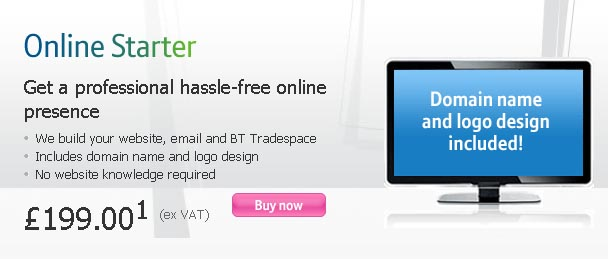 Online Starter
Get a professional hassle-free online
presence
• We build your website, email and BT Tradespace
• Includes domain name and logo design
• No website knowledge required
£199.00¹ (ex VAT)
Buy now
Domain name
and logo design
included!